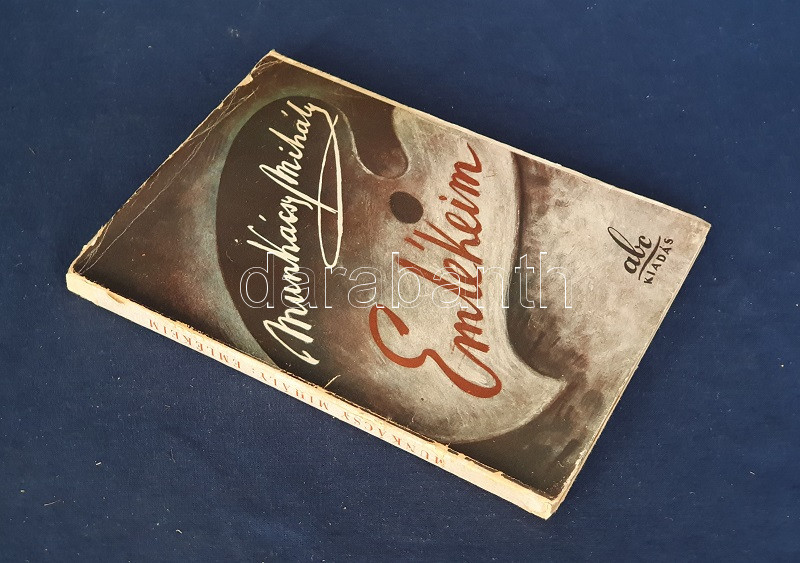 Munkácsy Mihály
Emlékeim
abc
KIADÁS
MUNKÁCSY MIHÁLY: EMLÉKEIM
darabanth